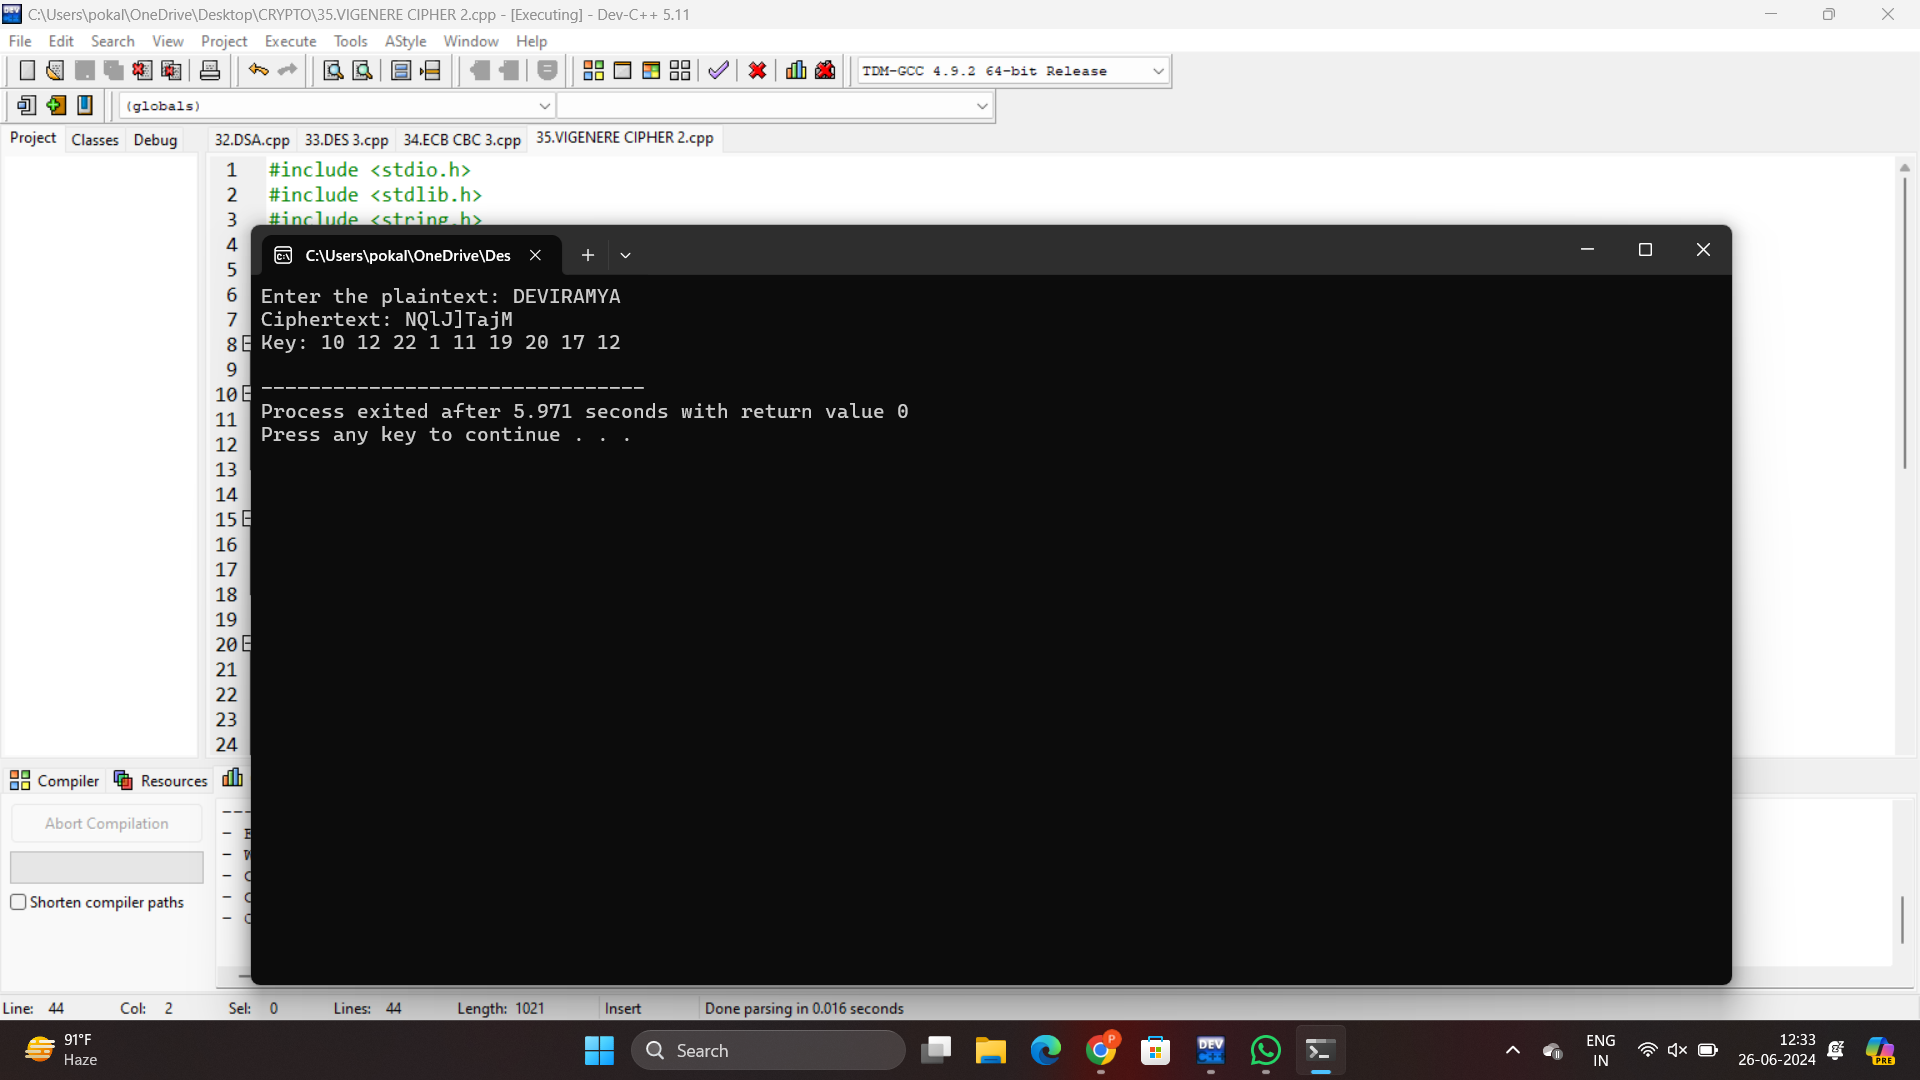 C:\Users\pokal\OneDrive\Desktop\CRYPTO\35.VIGENERE CIPHER 2.cpp - [Executing] - Dev-C++ 5.11
File Edit Search View Project Execute Tools AStyle Window Help
TDM-GCC 4.9.2 64-bit Release
(globals)
Project Classes Debug 32.DSA.cpp 33.DES 3.cpp 34.ECB CBC 3.cpp 35.VIGENERE CIPHER 2.cpp
1 #include <stdio.h>
2 #include <stdlib.h>
3 #include <string.h>
4
5
6
7
8
9
10
11
12
13
14
15
16
17
18
19
20
21
22
23
24
C:\Users\pokal\OneDrive\Des
Enter the plaintext: DEVIRAMYA
Ciphertext: NQlJ]TajM
Key: 10 12 22 1 11 19 20 17 12
--------------------------------
Process exited after 5.971 seconds with return value 0
Press any key to continue . . .
Compiler Resources
Abort Compilation
Shorten compiler paths
Line: 44 Col: 2 Sel: 0 Lines: 44 Length: 1021 Insert Done parsing in 0.016 seconds
91°F
Haze
Search
DEV
P
PRE
ENG
IN
12:33
26-06-2024